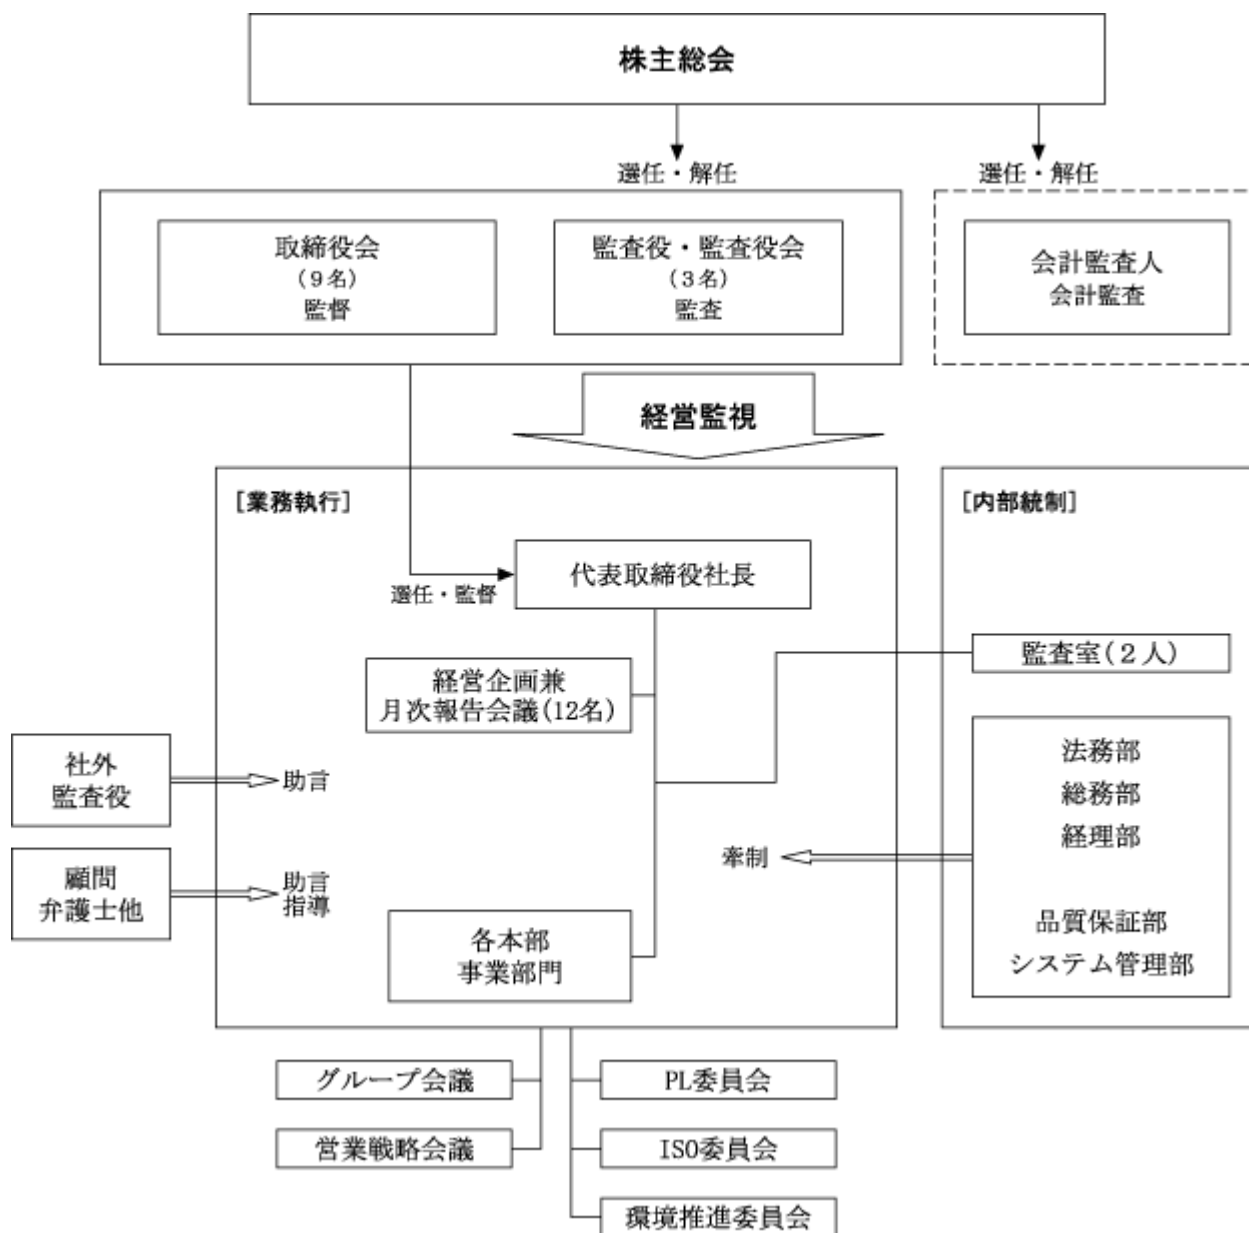 株主総会
選任・解任
選任・解任
取締役会
(9名)
監督
監査役・監査役会
(3名)
監査
会計監査人
会計監査
経営監視
[業務執行]
[内部統制]
代表取締役社長
選任・監督
経営企画兼
月次報告会議(12名)
監査室(2人)
社外
監査役
助言
法務部
総務部
経理部
品質保証部
システム管理部
牽制
顧問
弁護士他
助言
指導
各本部
事業部門
グループ会議
PL委員会
営業戦略会議
ISO委員会
環境推進委員会